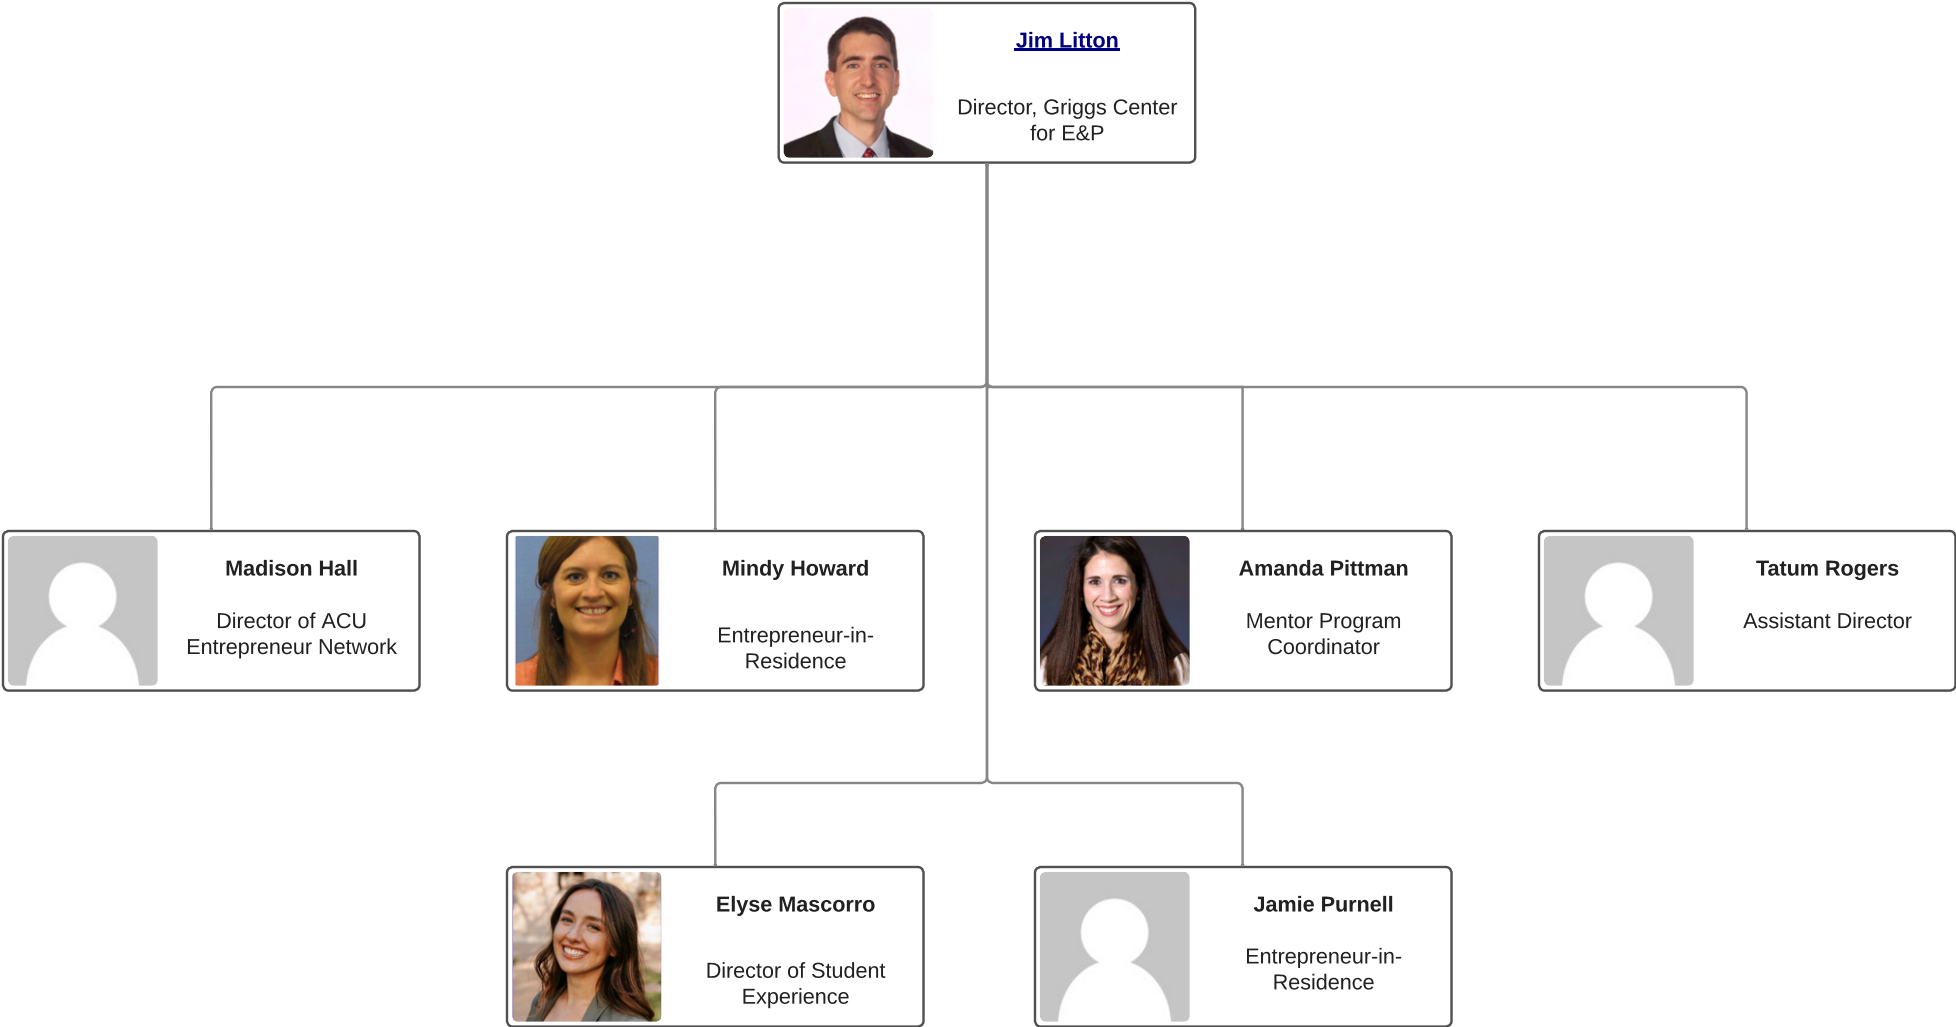 Jim Litton
Director, Griggs Center
for E&P
Madison Hall
Director of ACU
Entrepreneur Network
Mindy Howard
Entrepreneur-in-
Residence
Amanda Pittman
Mentor Program
Coordinator
Tatum Rogers
Assistant Director
Elyse Mascorro
Director of Student
Experience
Jamie Purnell
Entrepreneur-in-
Residence